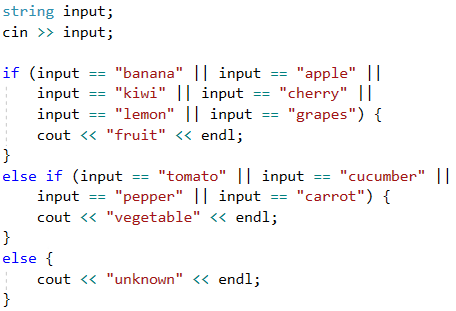 string input;
cin >> input;

if (input == "banana" || input == "apple" ||
    input == "kiwi" || input == "cherry" ||
    input == "lemon" || input == "grapes") {
    cout << "fruit" << endl;
}
else if (input == "tomato" || input == "cucumber" ||
    input == "pepper" || input == "carrot") {
    cout << "vegetable" << endl;
}
else {
    cout << "unknown" << endl;
}